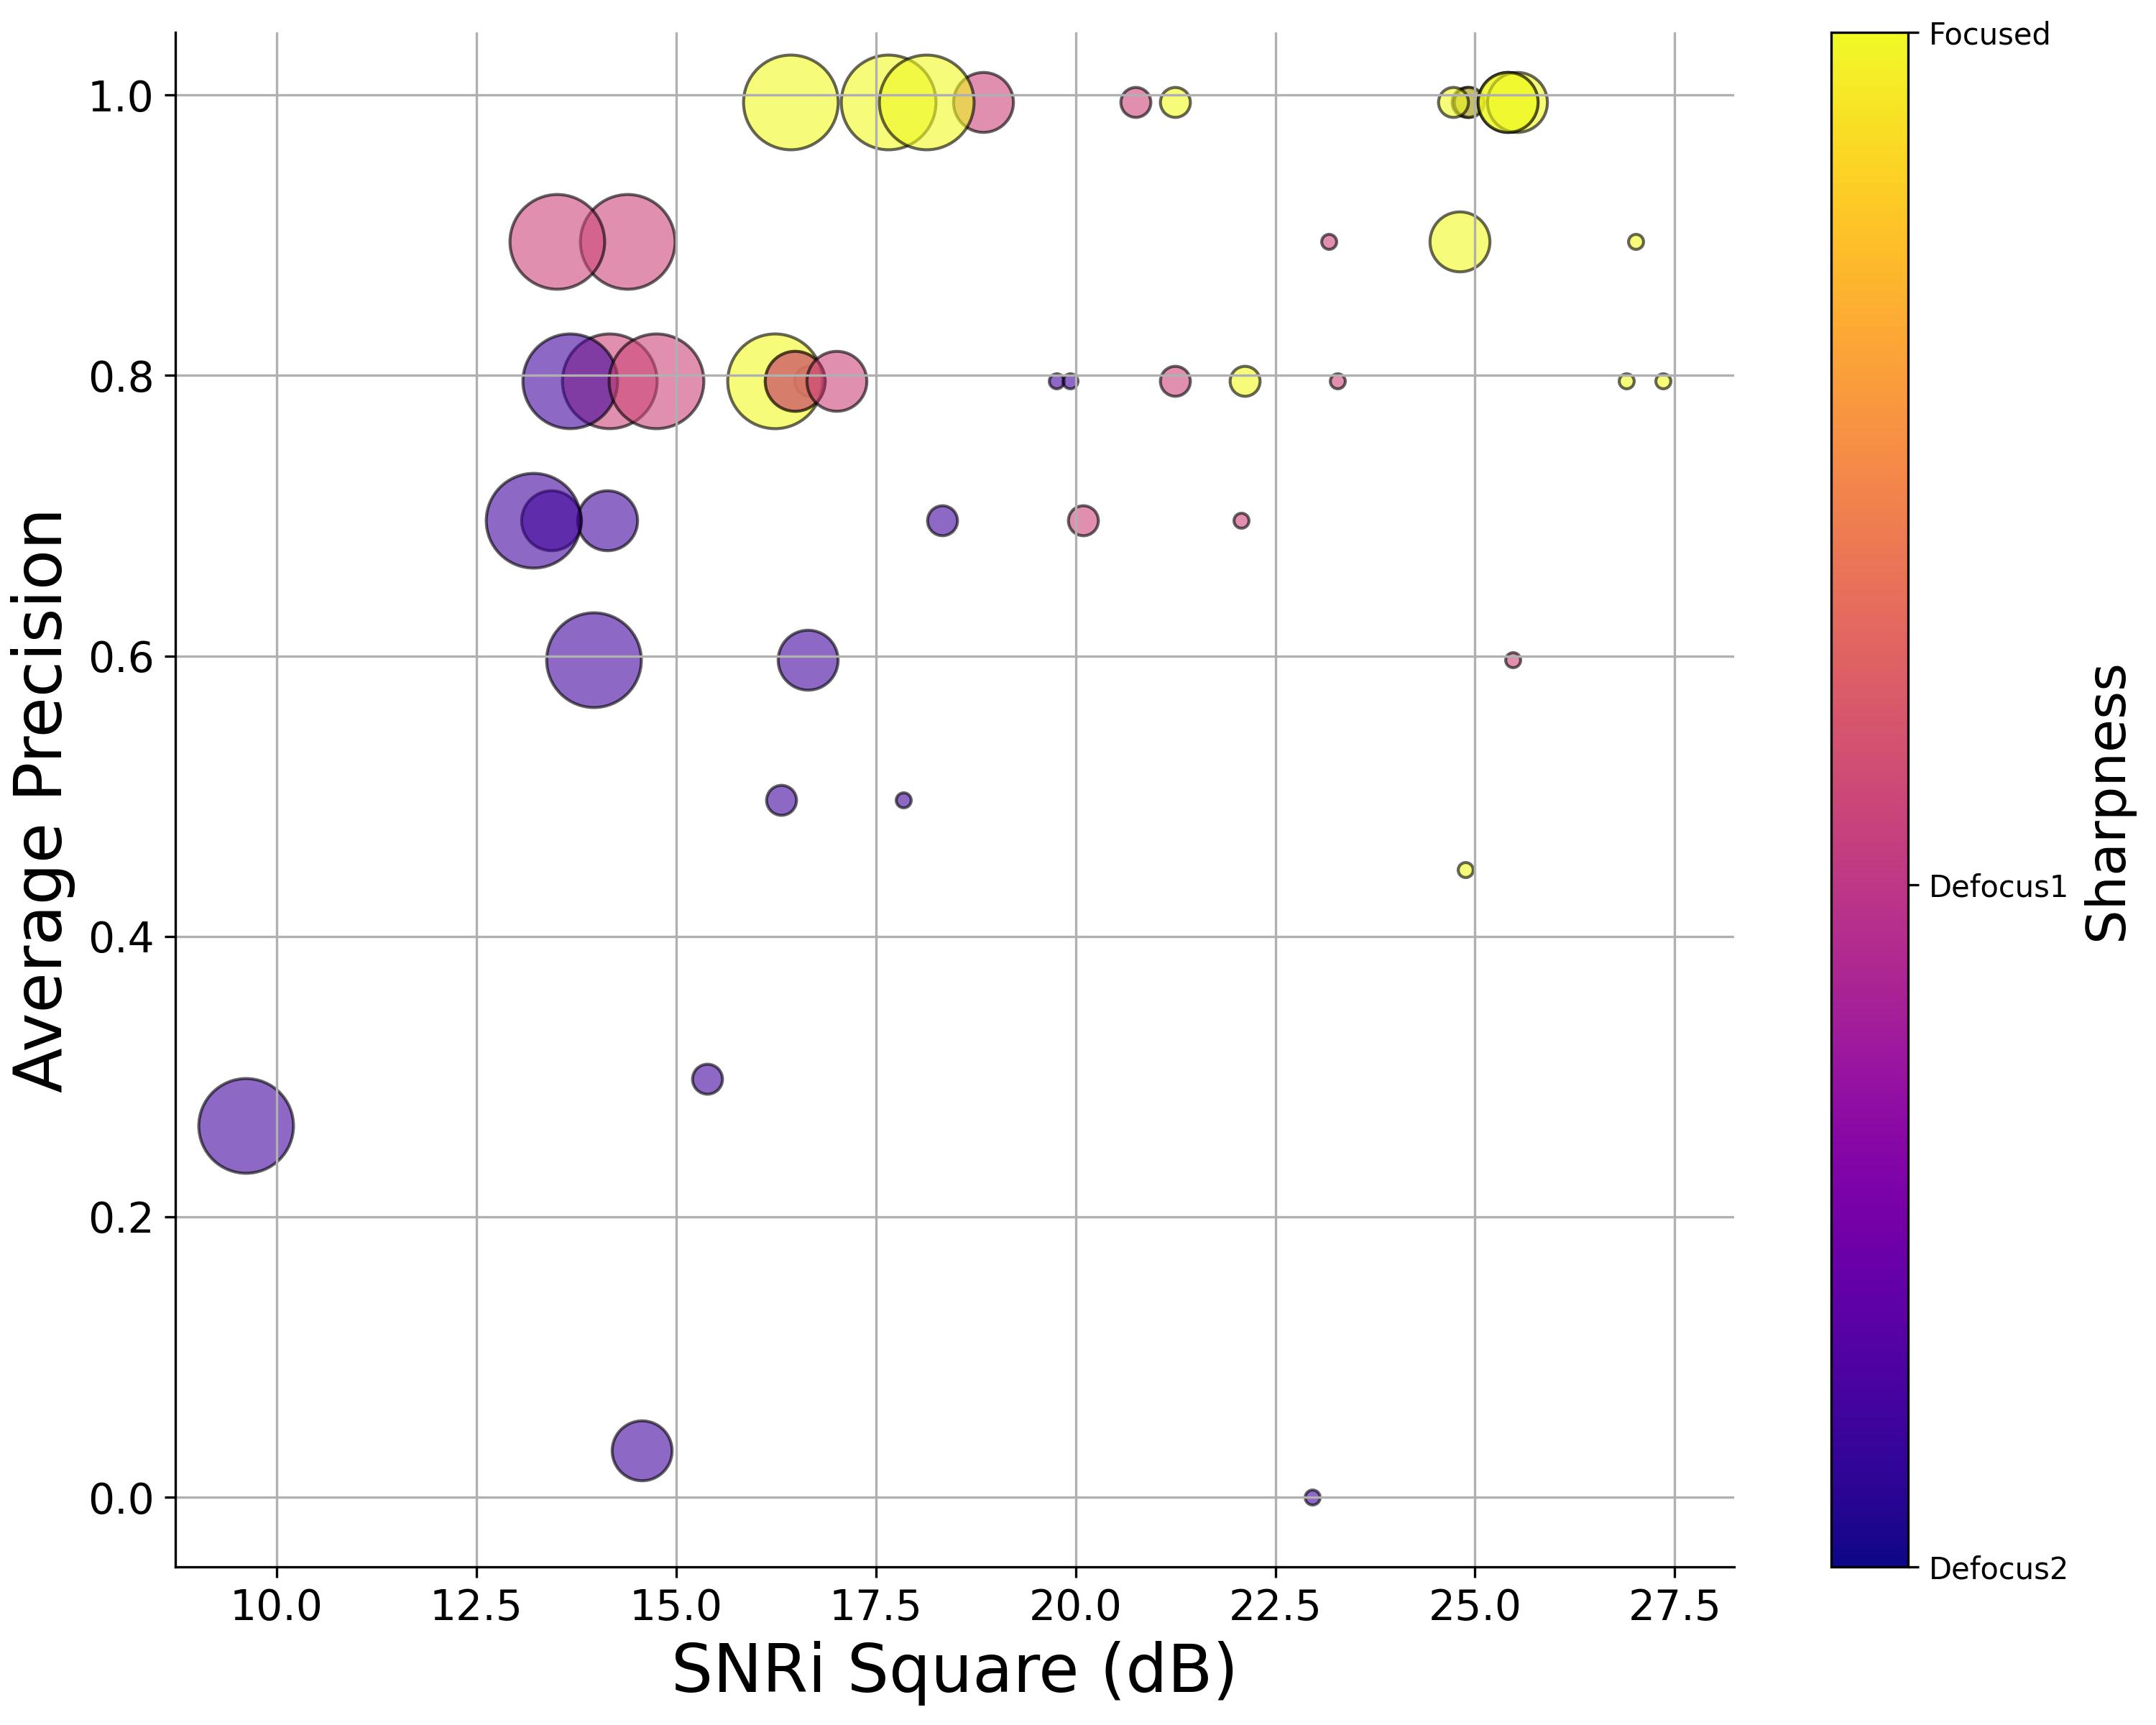 Average Precision
1.0
0.8
0.6
0.4
0.2
0.0
10.0 12.5 15.0 17.5 20.0 22.5 25.0 27.5
SNRi Square (dB)
Focused
Defocus1
Defocus2
Sharpness